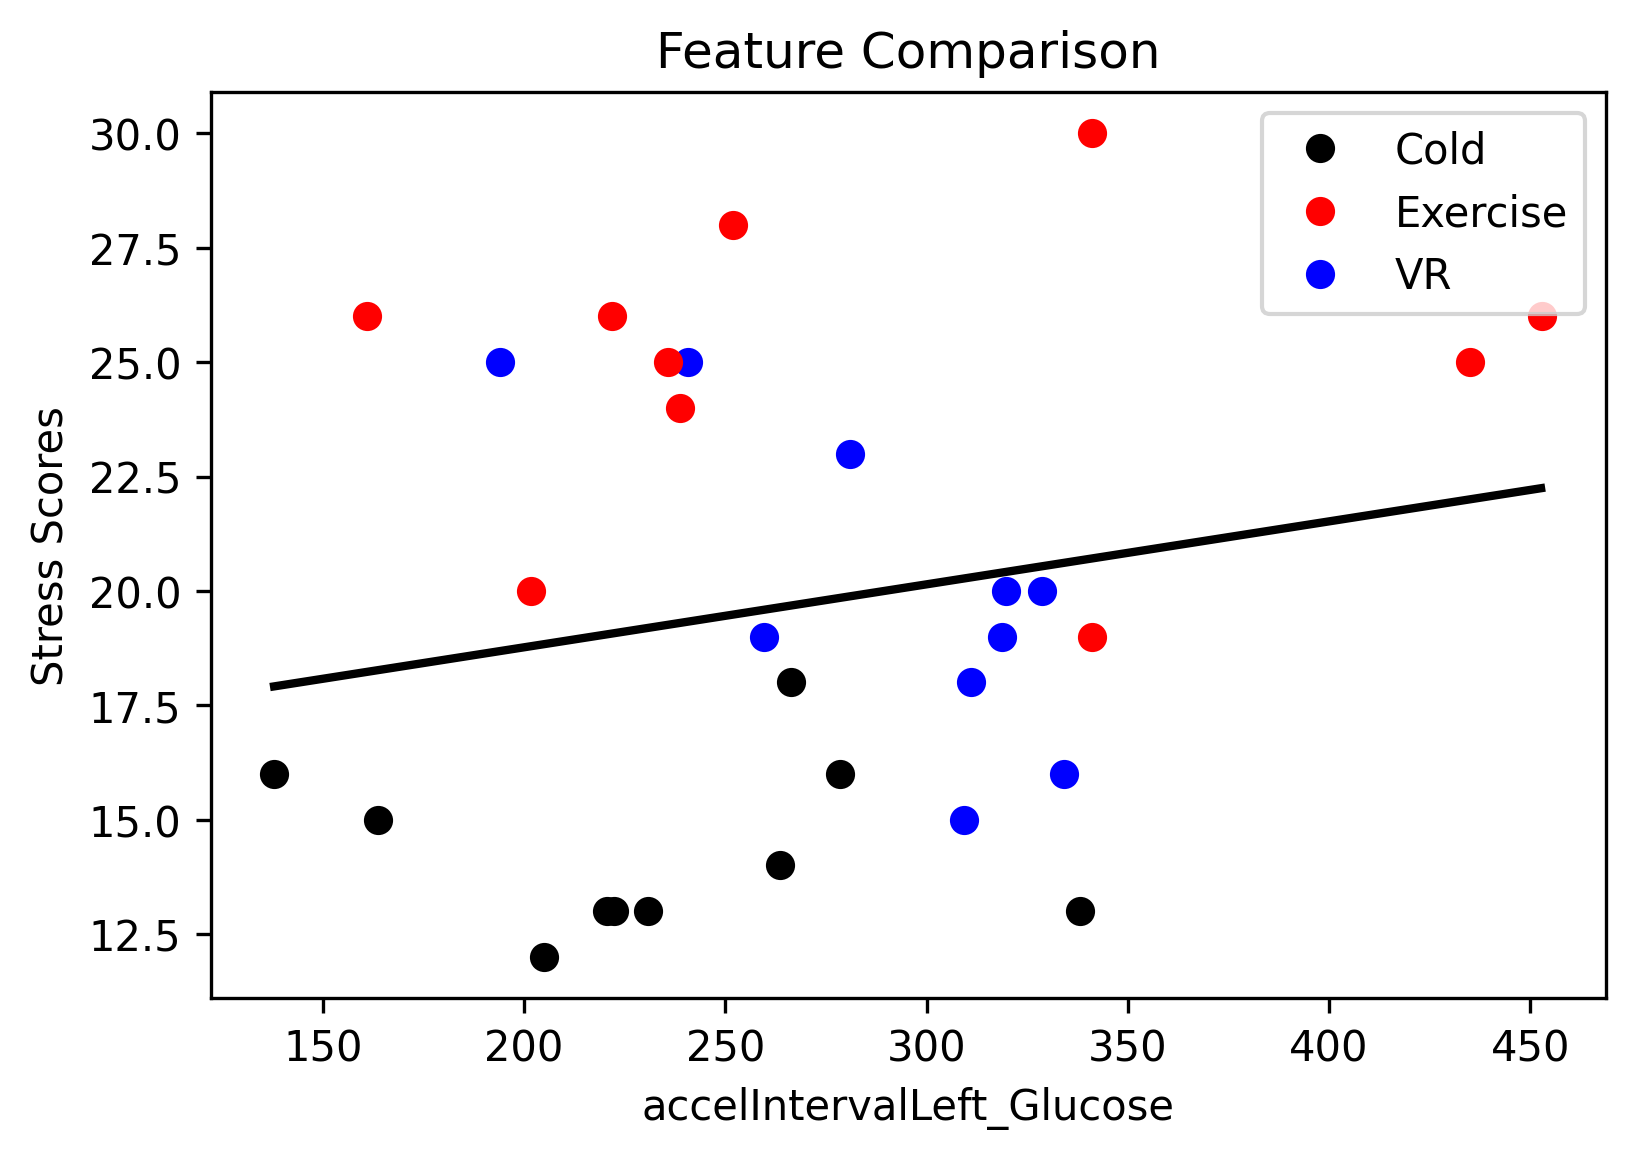 Feature Comparison
30.0
27.5
25.0
22.5
20.0
17.5
15.0
12.5
Stress Scores
Cold
Exercise
VR
150 200 250 300 350 400 450
accelIntervalLeft_Glucose